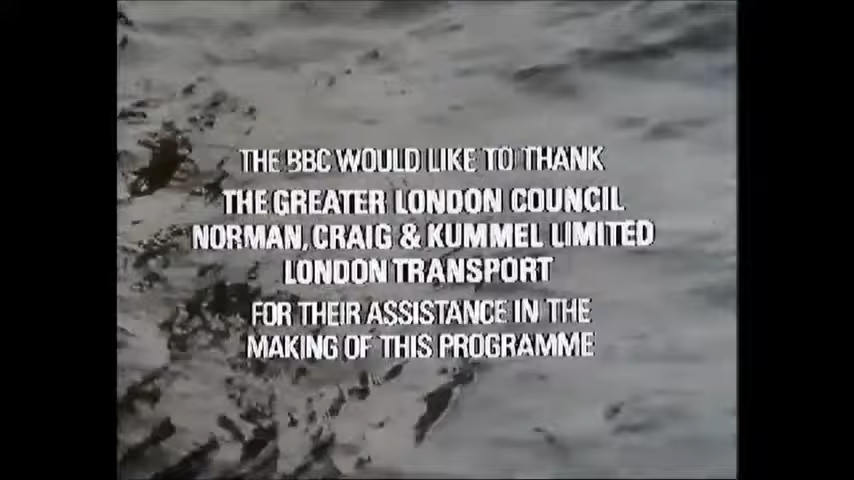 THE BBC WOULD LIKE TO THANK
THE GREATER LONDON COUNCIL
NORMAN, CRAIG & KUMMEL LIMITED
LONDON TRANSPORT
FOR THEIR ASSISTANCE IN THE
MAKING OF THIS PROGRAMME